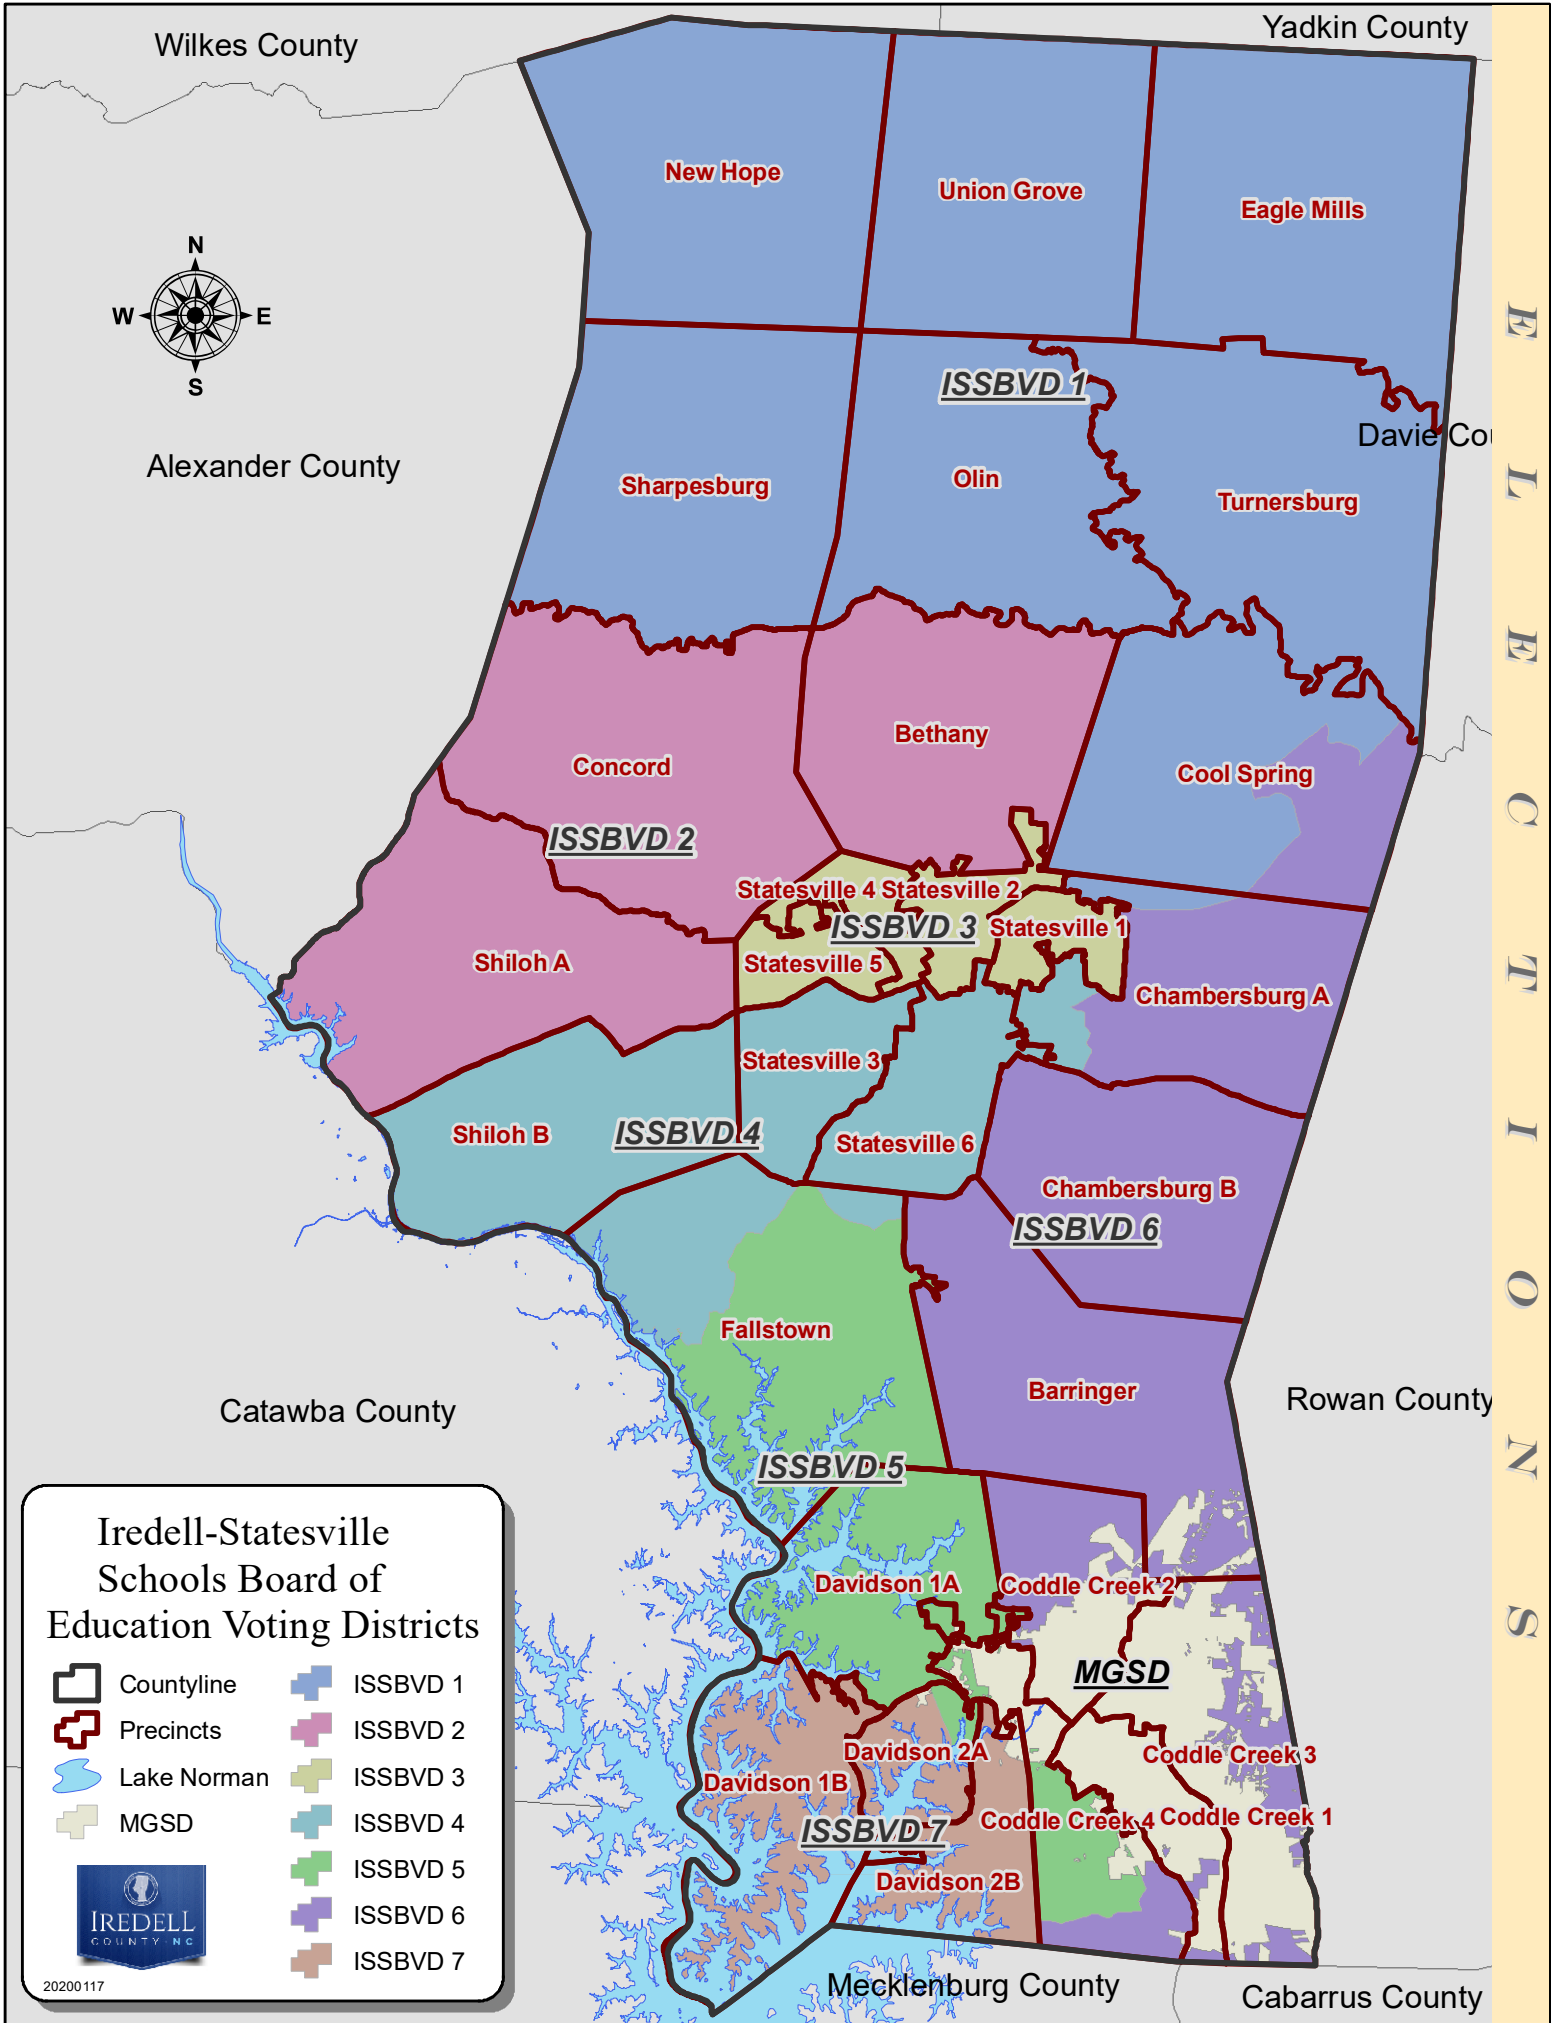 Wilkes County
Yadkin County
New Hope
Union Grove
Eagle Mills
N
W
E
S
ISSBVD 1
Davie Cou
Alexander County
Sharpesburg
Olin
Turnersburg
Bethany
Concord
Cool Spring
ISSBVD 2
Statesville 4
Statesville 2
ISSBVD 3
Statesville 1
Shiloh A
Statesville 5
Chambersburg A
Statesville 3
Shiloh B
ISSBVD 4
Statesville 6
Chambersburg B
ISSBVD 6
Fallstown
Barringer
Catawba County
Rowan County
ISSBVD 5
Davidson 1A
Coddle Creek 2
MGSD
Davidson 2A
Coddle Creek 3
Davidson 1B
Coddle Creek 4
Coddle Creek 1
ISSBVD 7
Davidson 2B
Mecklenburg County
Cabarrus County
ELECTIONS
Iredell-Statesville
Schools Board of
Education Voting Districts
Countyline
Precincts
Lake Norman
MGSD
ISSBVD 1
ISSBVD 2
ISSBVD 3
ISSBVD 4
ISSBVD 5
ISSBVD 6
ISSBVD 7
IREDELL
COUNTY NC
20200117